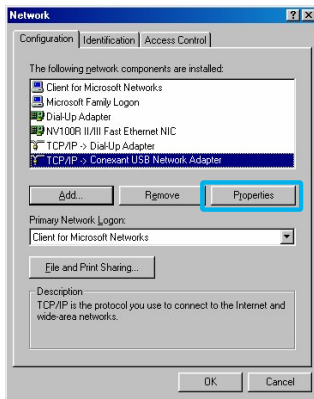 Network
Configuration Identification Access Control
The following network components are installed:
Client for Microsoft Networks
Microsoft Family Logon
Dial-Up Adapter
NV100R II/III Fast Ethernet NIC
TCP/IP -> Dial-Up Adapter
TCP/IP -> Conexant USB Network Adapter
Add... Remove Properties
Primary Network Logon:
Client for Microsoft Networks
File and Print Sharing...
Description
TCP/IP is the protocol you use to connect to the Internet and
wide-area networks.
OK Cancel